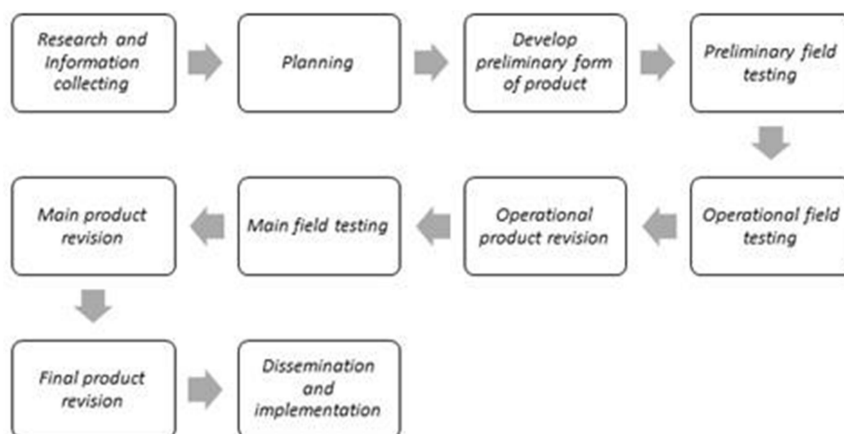 Research and
Information
collecting
Planning
Develop
preliminary form
of product
Preliminary field
testing
Operational field
testing
Operational
product revision
Main field testing
Main product
revision
Final product
revision
Dissemination
and
implementation